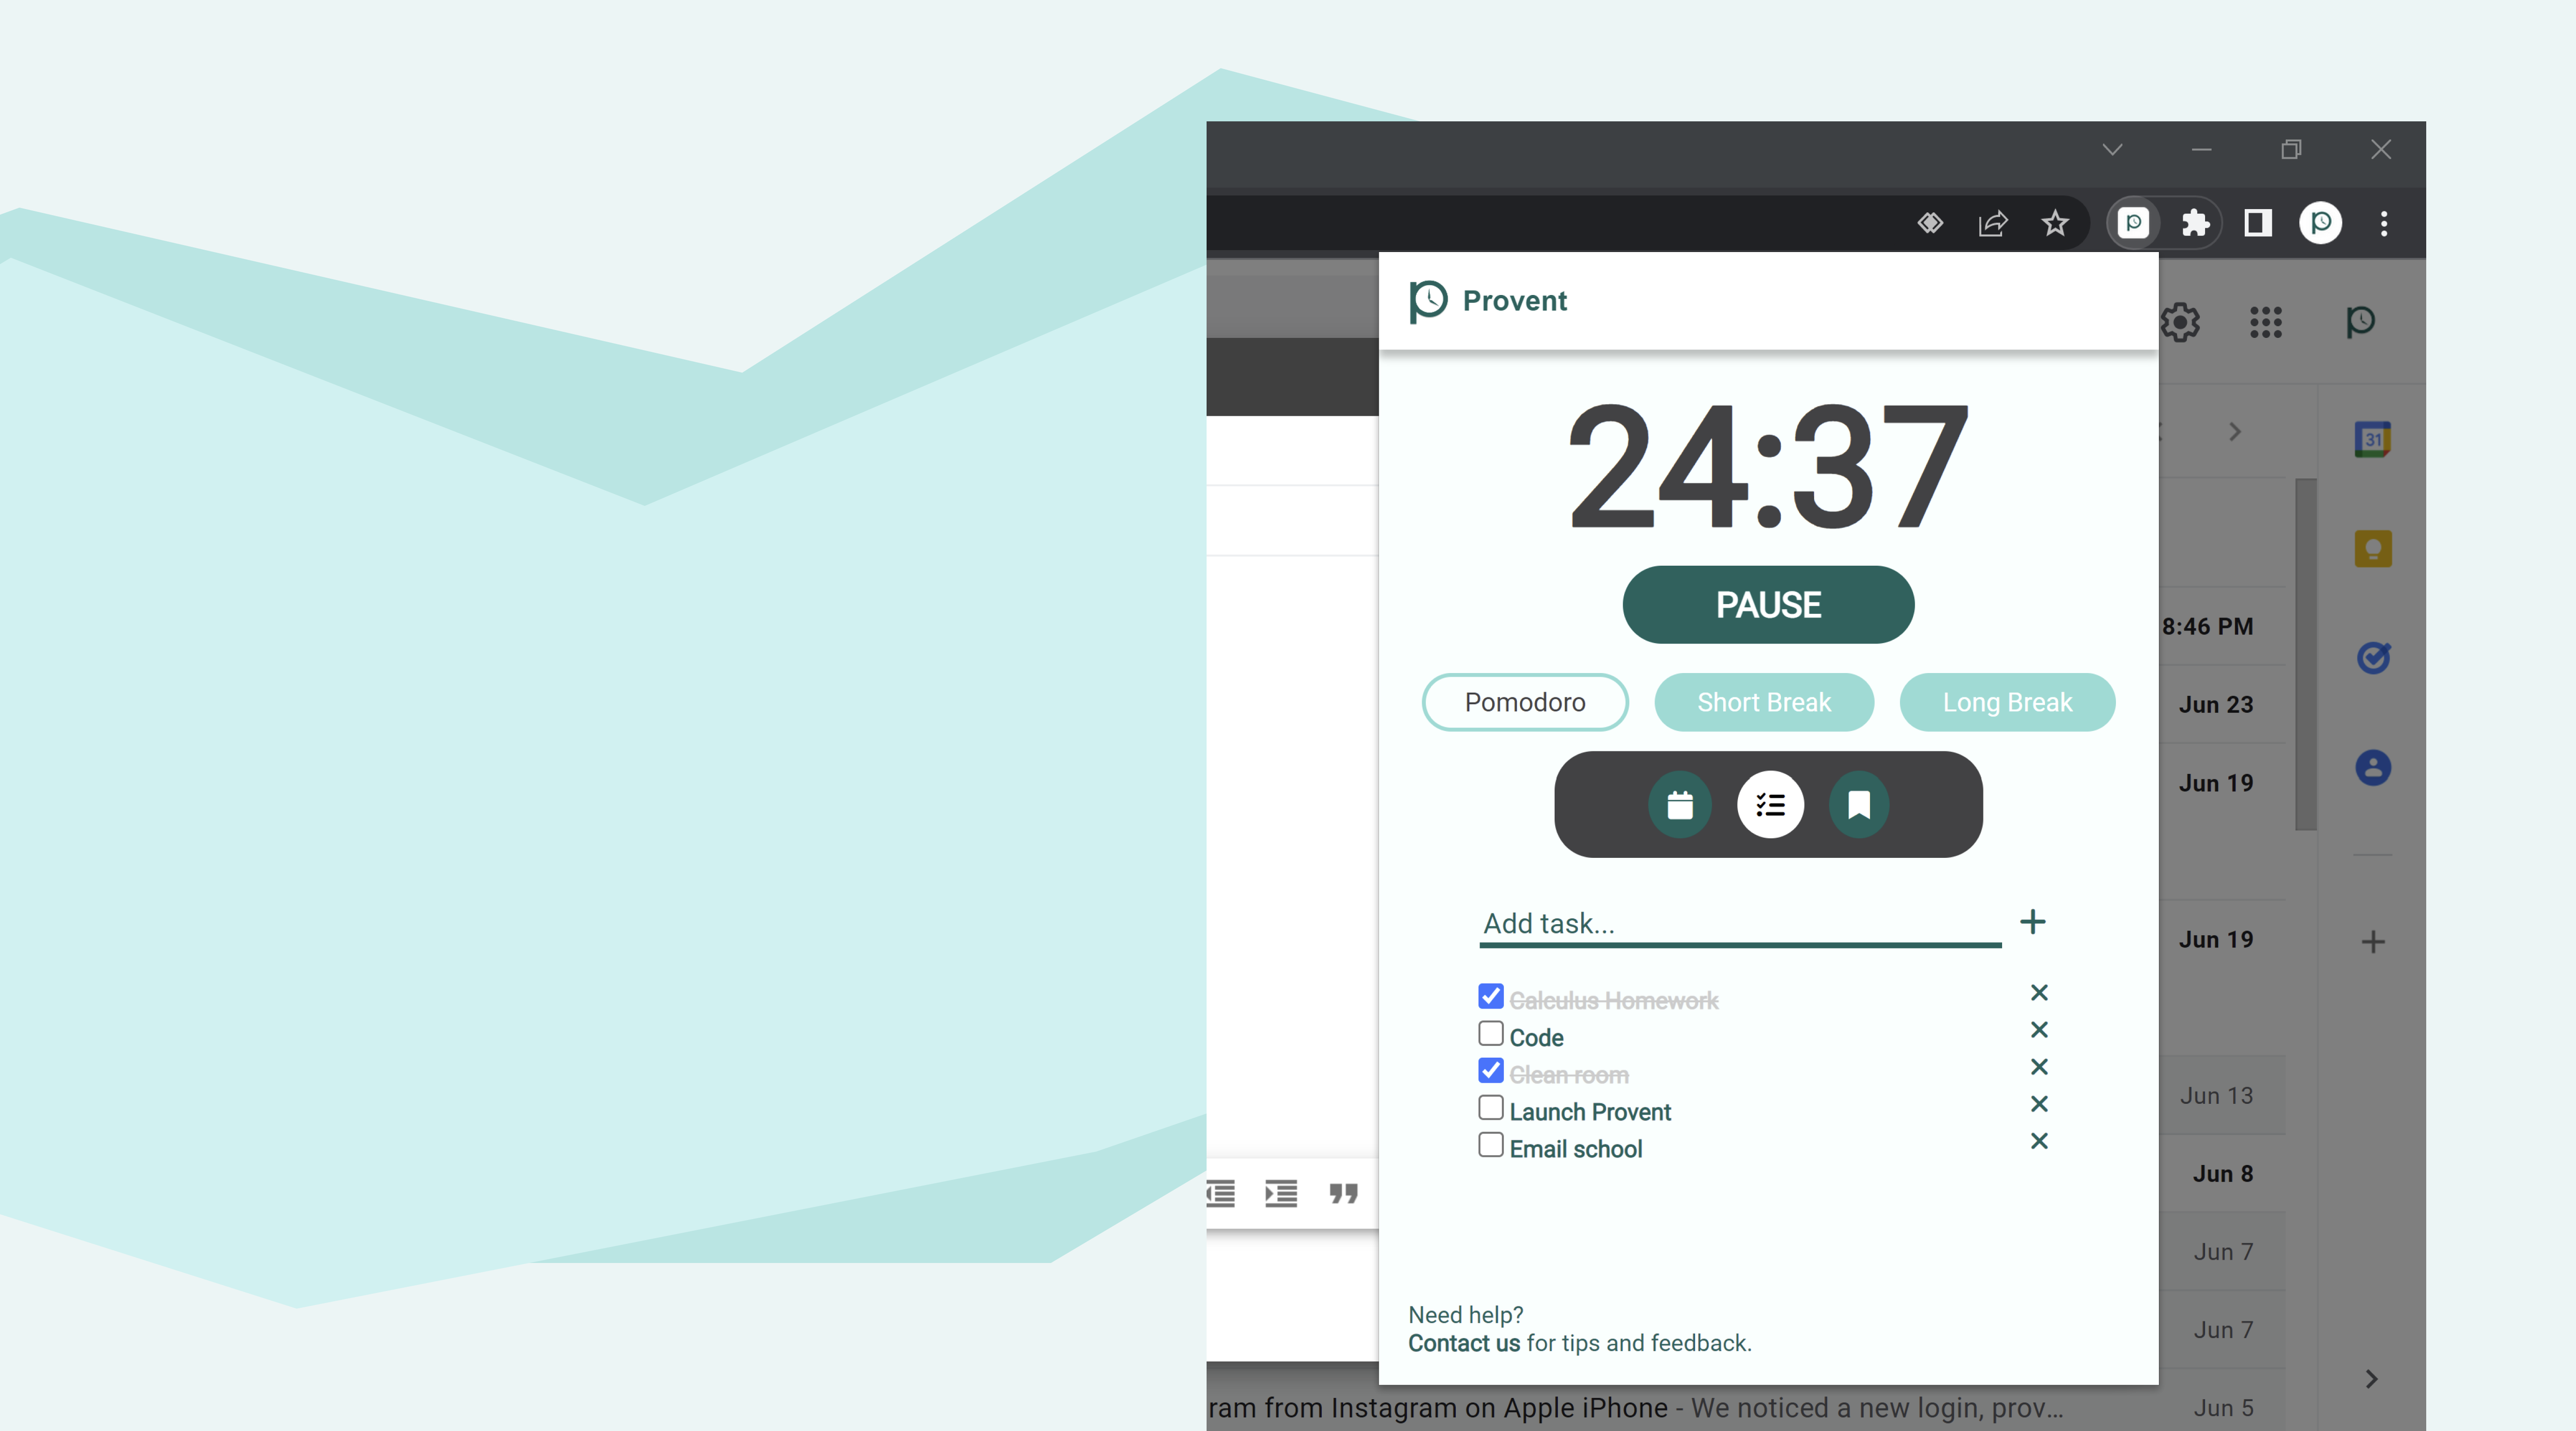 Provent
31
24:37
PAUSE
8:46 PM
Pomodoro
Short Break
Long Break
Jun 23
Jun 19
Add task...
Jun 19
Calculus Homework
Code
Clean room
Jun 13
Launch Provent
Email school
Jun 8
Jun 7
Need help?
Contact us for tips and feedback.
Jun 7
ram from Instagram on Apple iPhone - We noticed a new login, prov...
Jun 5